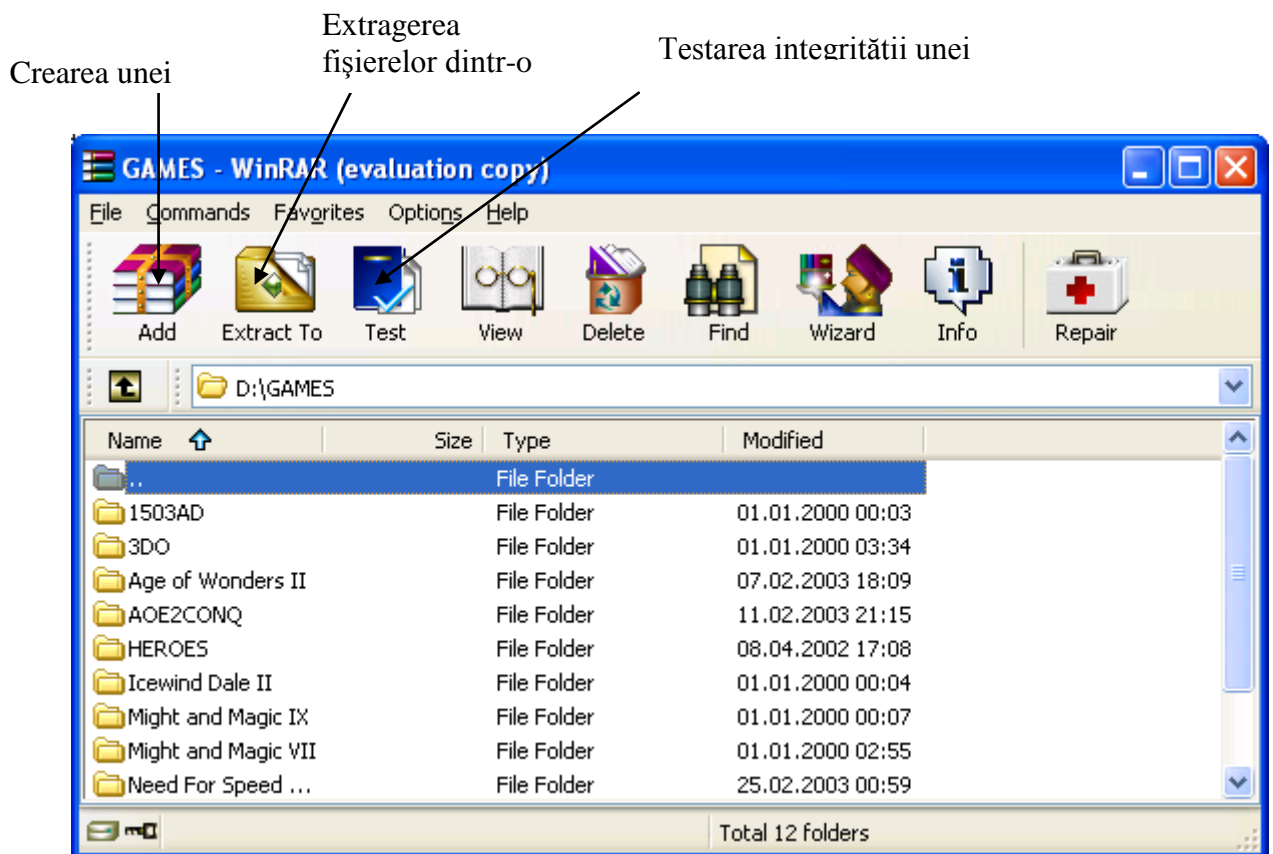 Extragerea
fişierelor dintr-o
Testarea integrităţii unei
Crearea unei
GAMES - WinRAR (evaluation copy)
File Commands Favorites Options Help
Add Extract To Test View Delete Find Wizard Info Repair
D:\GAMES
Name Size Type Modified
.. File Folder
1503AD File Folder 01.01.2000 00:03
3DO File Folder 01.01.2000 03:34
Age of Wonders II File Folder 07.02.2003 18:09
AOE2CONQ File Folder 11.02.2003 21:15
HEROES File Folder 08.04.2002 17:08
Icewind Dale II File Folder 01.01.2000 00:04
Might and Magic IX File Folder 01.01.2000 00:07
Might and Magic VII File Folder 01.01.2000 02:55
Need For Speed ... File Folder 25.02.2003 00:59
Total 12 folders